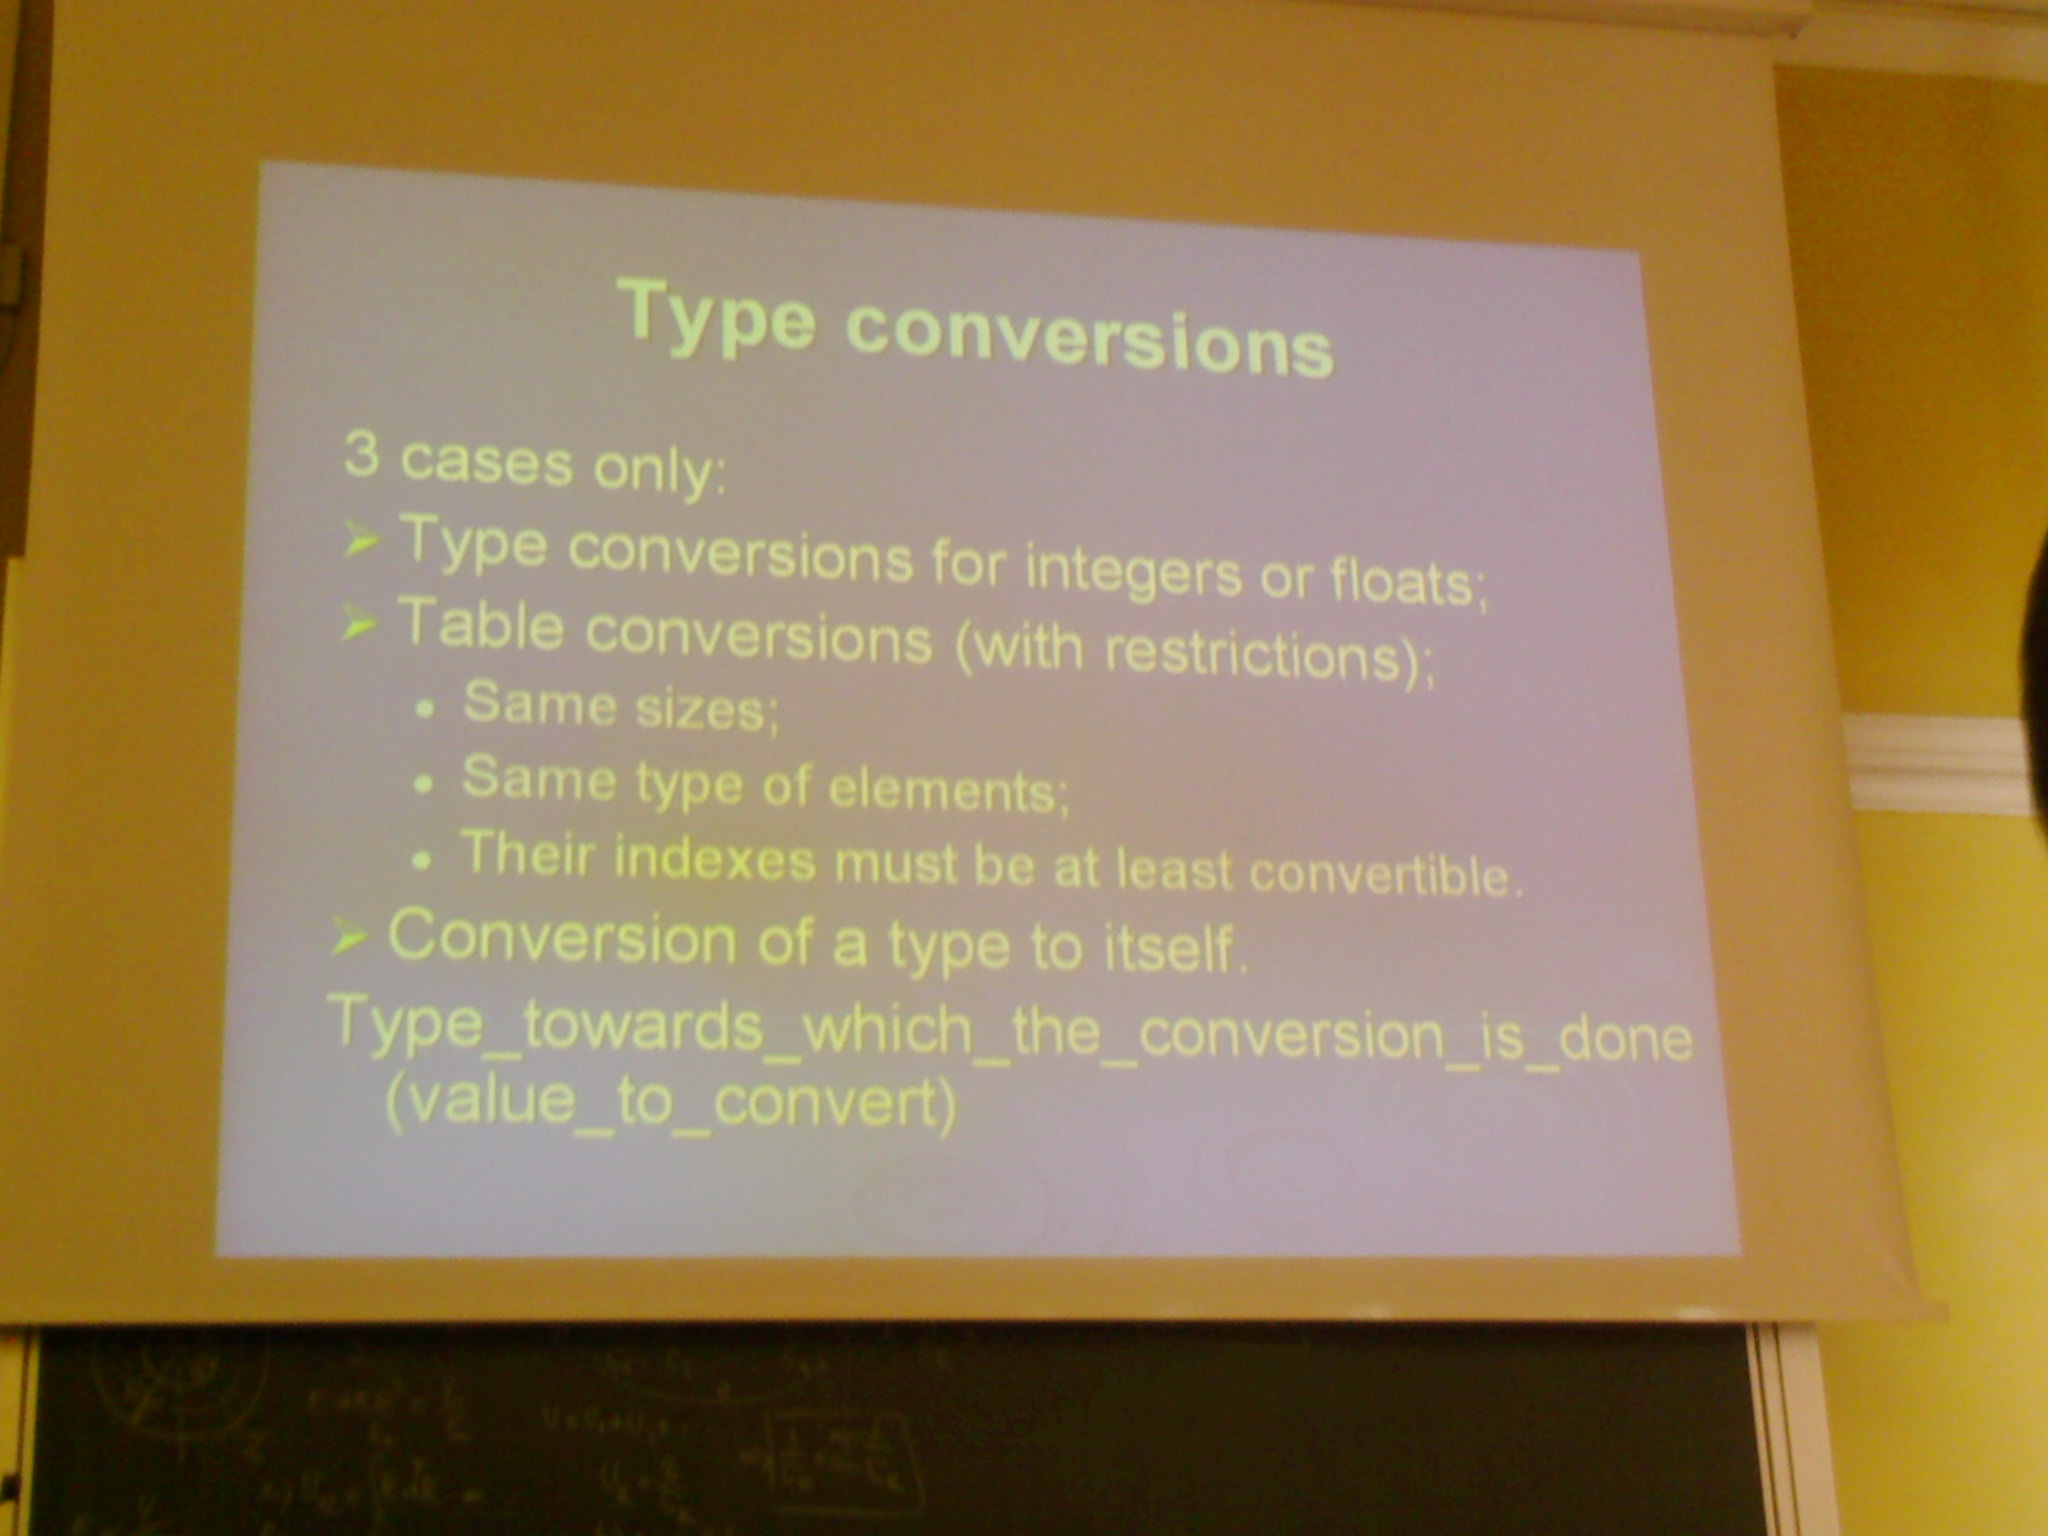 Type conversions
3 cases only:
➢ Type conversions for integers or floats;
➢ Table conversions (with restrictions);
• Same sizes;
• Same type of elements;
• Their indexes must be at least convertible.
➢ Conversion of a type to itself.
Type_towards_which_the_conversion_is_done
(value_to_convert)